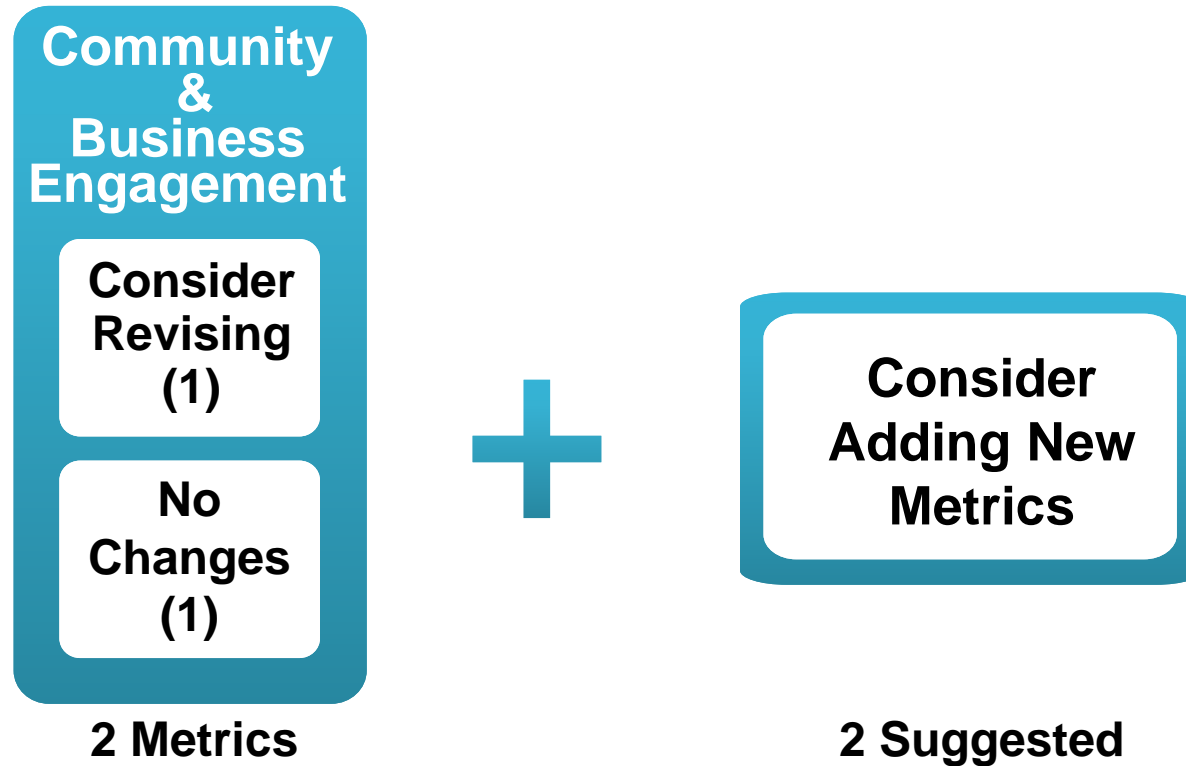 Community
&
Business
Engagement
Consider
Revising
(1)
No
Changes
(1)
2 Metrics
Consider
Adding New
Metrics
2 Suggested